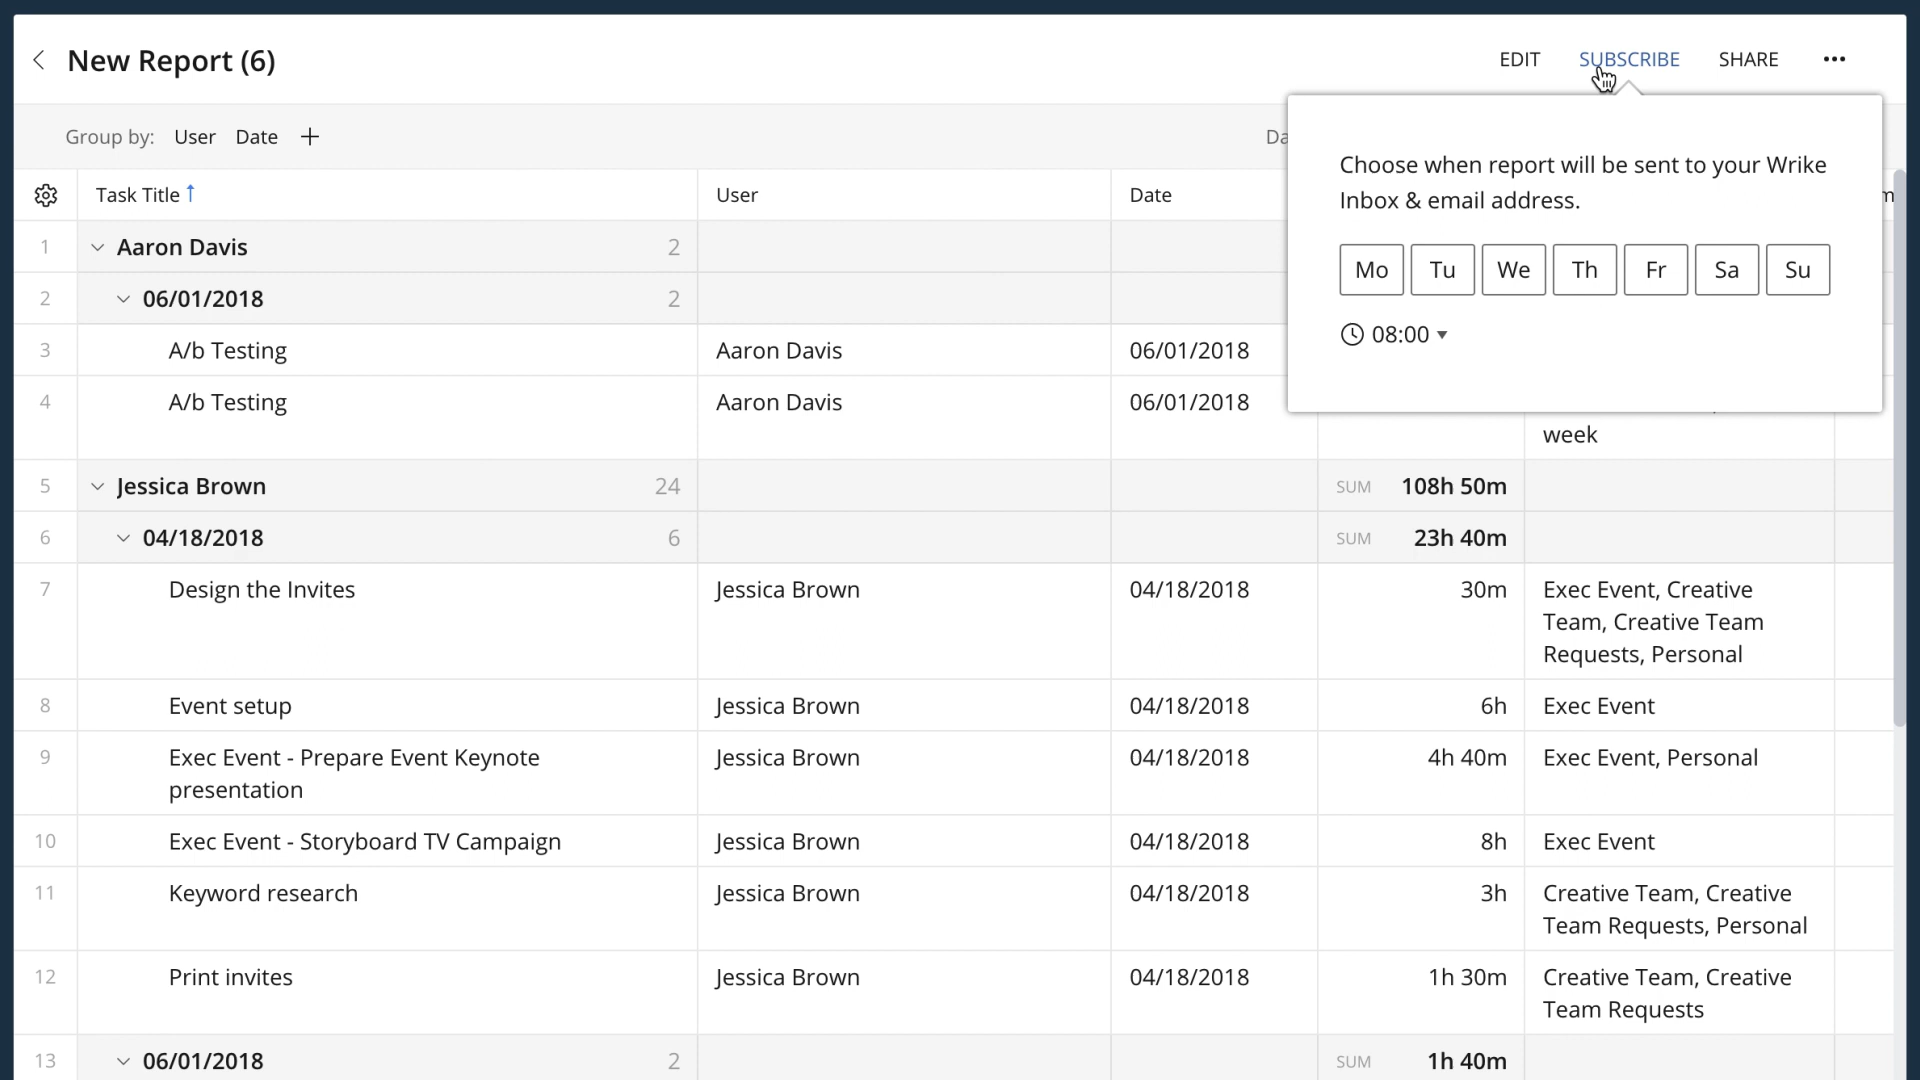 New Report (6)
EDIT SUBSCRIBE SHARE
Group by: User Date
Choose when report will be sent to your Wrike
Inbox & email address.
Mo Tu We Th Fr Sa Su
08:00
Task Title User Date
1 Aaron Davis 2
2 06/01/2018 2
3 A/b Testing Aaron Davis 06/01/2018
4 A/b Testing Aaron Davis 06/01/2018
week
5 Jessica Brown 24 SUM 108h 50m
6 04/18/2018 6 SUM 23h 40m
7 Design the Invites Jessica Brown 04/18/2018 30m Exec Event, Creative
Team, Creative Team
Requests, Personal
8 Event setup Jessica Brown 04/18/2018 6h Exec Event
9 Exec Event - Prepare Event Keynote Jessica Brown 04/18/2018 4h 40m Exec Event, Personal
presentation
10 Exec Event - Storyboard TV Campaign Jessica Brown 04/18/2018 8h Exec Event
11 Keyword research Jessica Brown 04/18/2018 3h Creative Team, Creative
Team Requests, Personal
12 Print invites Jessica Brown 04/18/2018 1h 30m Creative Team, Creative
Team Requests
13 06/01/2018 2 SUM 1h 40m